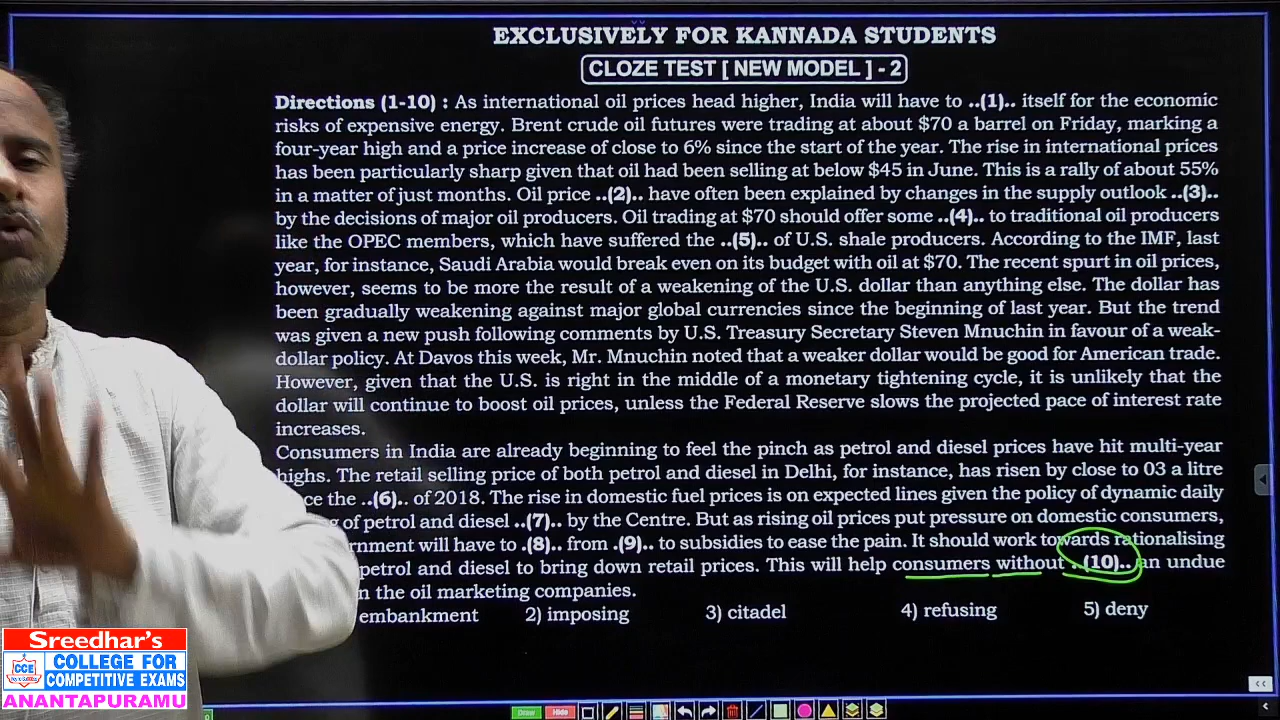 EXCLUSIVELY FOR KANNADA STUDENTS
CLOZE TEST [ NEW MODEL ] - 2
Directions (1-10) : As international oil prices head higher, India will have to ..(1).. itself for the economic
risks of expensive energy. Brent crude oil futures were trading at about $70 a barrel on Friday, marking a
four-year high and a price increase of close to 6% since the start of the year. The rise in international prices
has been particularly sharp given that oil had been selling at below $45 in June. This is a rally of about 55%
in a matter of just months. Oil price ..(2).. have often been explained by changes in the supply outlook ..(3)..
by the decisions of major oil producers. Oil trading at $70 should offer some ..(4).. to traditional oil producers
like the OPEC members, which have suffered the ..(5).. of U.S. shale producers. According to the IMF, last
year, for instance, Saudi Arabia would break even on its budget with oil at $70. The recent spurt in oil prices,
however, seems to be more the result of a weakening of the U.S. dollar than anything else. The dollar has
been gradually weakening against major global currencies since the beginning of last year. But the trend
was given a new push following comments by U.S. Treasury Secretary Steven Mnuchin in favour of a weak-
dollar policy. At Davos this week, Mr. Mnuchin noted that a weaker dollar would be good for American trade.
However, given that the U.S. is right in the middle of a monetary tightening cycle, it is unlikely that the
dollar will continue to boost oil prices, unless the Federal Reserve slows the projected pace of interest rate
increases.
Consumers in India are already beginning to feel the pinch as petrol and diesel prices have hit multi-year
highs. The retail selling price of both petrol and diesel in Delhi, for instance, has risen by close to 03 a litre
the ..(6).. of 2018. The rise in domestic fuel prices is on expected lines given the policy of dynamic daily
of petrol and diesel ..(7).. by the Centre. But as rising oil prices put pressure on domestic consumers,
will have to .(8).. from .(9).. to subsidies to ease the pain. It should work towards rationalising
petrol and diesel to bring down retail prices. This will help consumers without ..(10).. an undue
the oil marketing companies.
embankment 2) imposing 3) citadel 4) refusing 5) deny
Sreedhar's
CCE
COLLEGE FOR
COMPETITIVE EXAMS
ANANTAPURAMU
Draw Hide